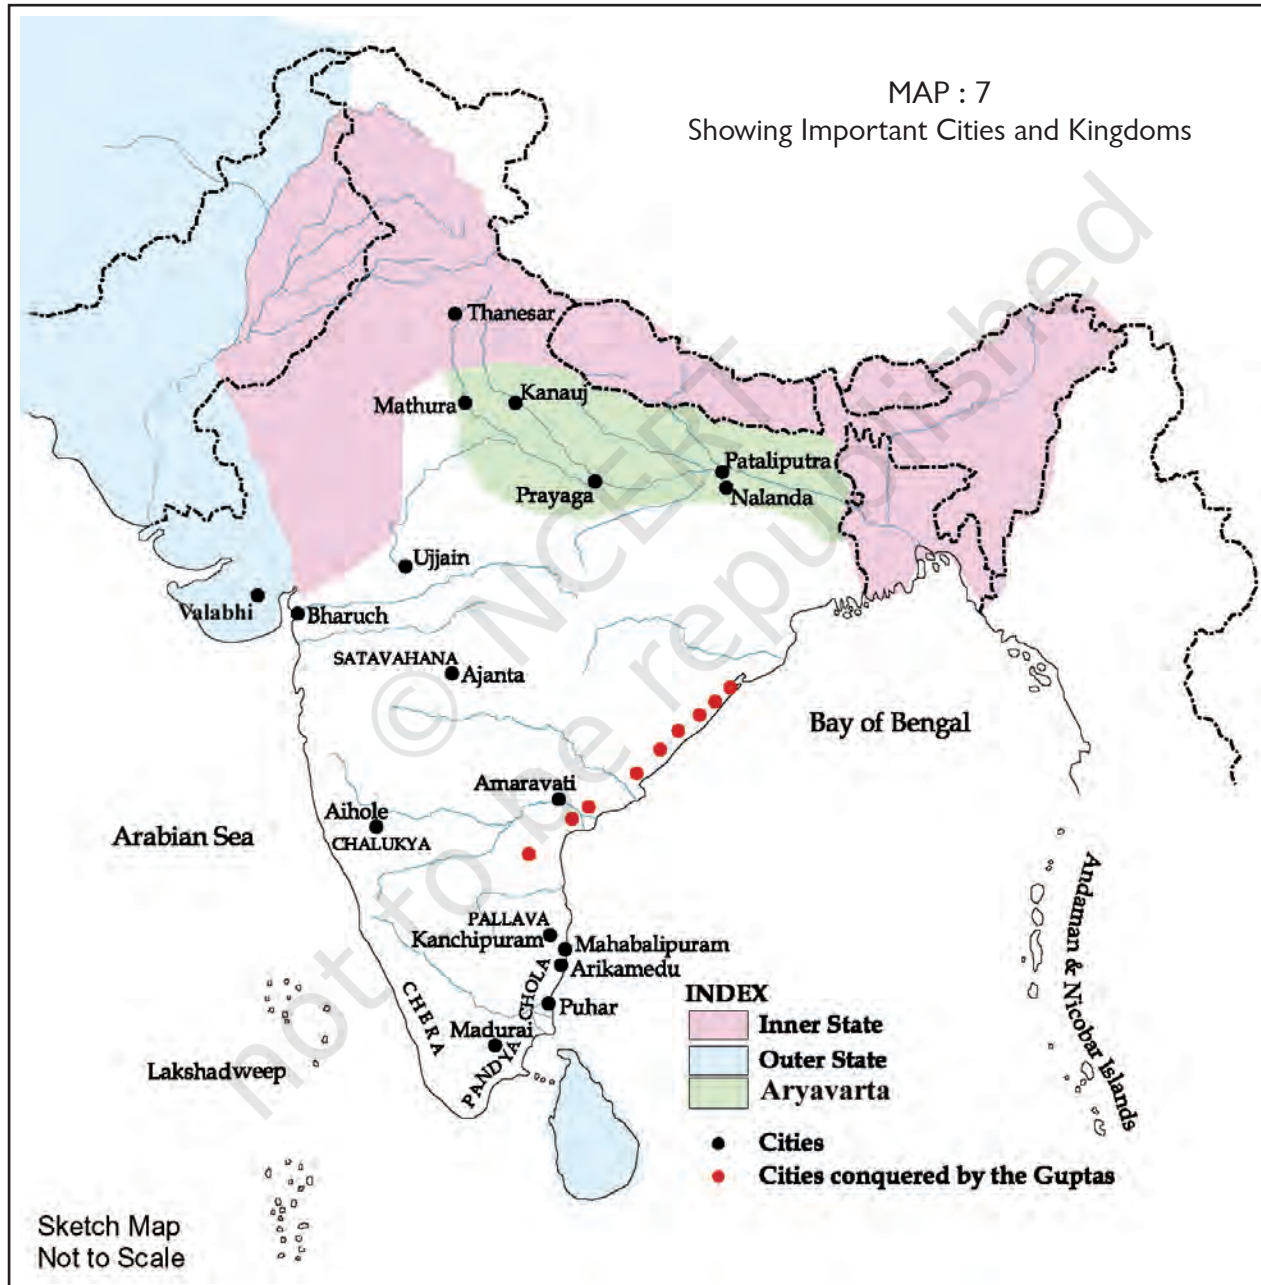 MAP : 7
Showing Important Cities and Kingdoms
Thanesar
Mathura
Kanauj
Pataliputra
Prayaga
Nalanda
Ujjain
Valabhi
Bharuch
SATAVAHANA
Ajanta
Bay of Bengal
Amaravati
Aihole
CHALUKYA
Arabian Sea
PALLAVA
Kanchipuram
Mahabalipuram
Arikamedu
CHOLA
Puhar
CHERA
Madurai
PANDYA
Lakshadweep
Andaman & Nicobar Islands
INDEX
Inner State
Outer State
Aryavarta
Cities
Cities conquered by the Guptas
Sketch Map
Not to Scale
© NCERT
not to be republished